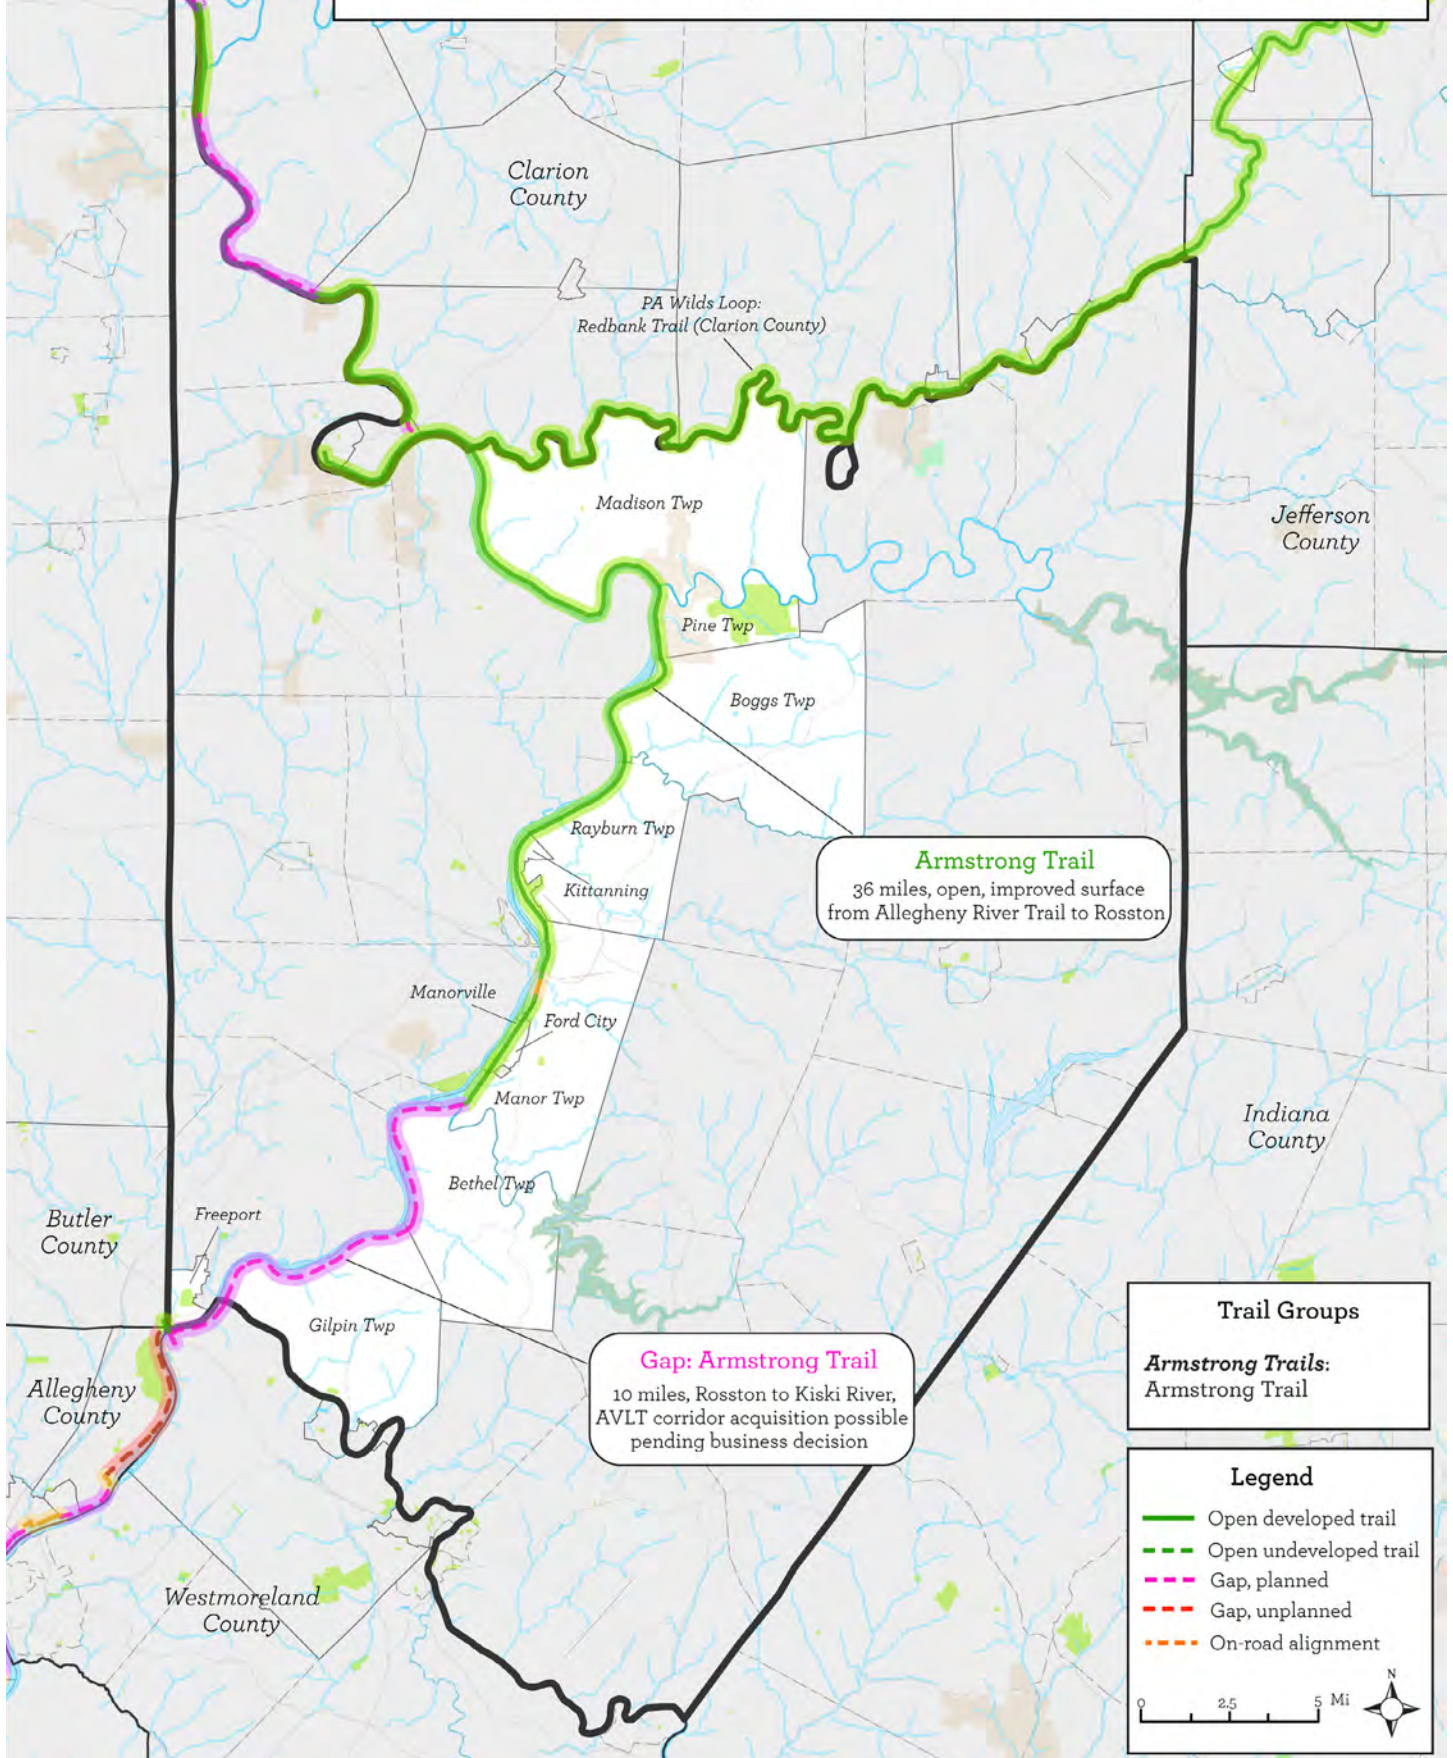 Clarion
County
PA Wilds Loop:
Redbank Trail (Clarion County)
Madison Twp
Jefferson
County
Pine Twp
Boggs Twp
Rayburn Twp
Armstrong Trail
36 miles, open, improved surface
from Allegheny River Trail to Rosston
Kittanning
Manorville
Ford City
Manor Twp
Indiana
County
Bethel Twp
Butler
County
Freeport
Gilpin Twp
Gap: Armstrong Trail
10 miles, Rosston to Kiski River,
AVLT corridor acquisition possible
pending business decision
Allegheny
County
Westmoreland
County
Trail Groups
Armstrong Trails:
Armstrong Trail
Legend
Open developed trail
Open undeveloped trail
Gap, planned
Gap, unplanned
On-road alignment
0 2.5 5 Mi
N